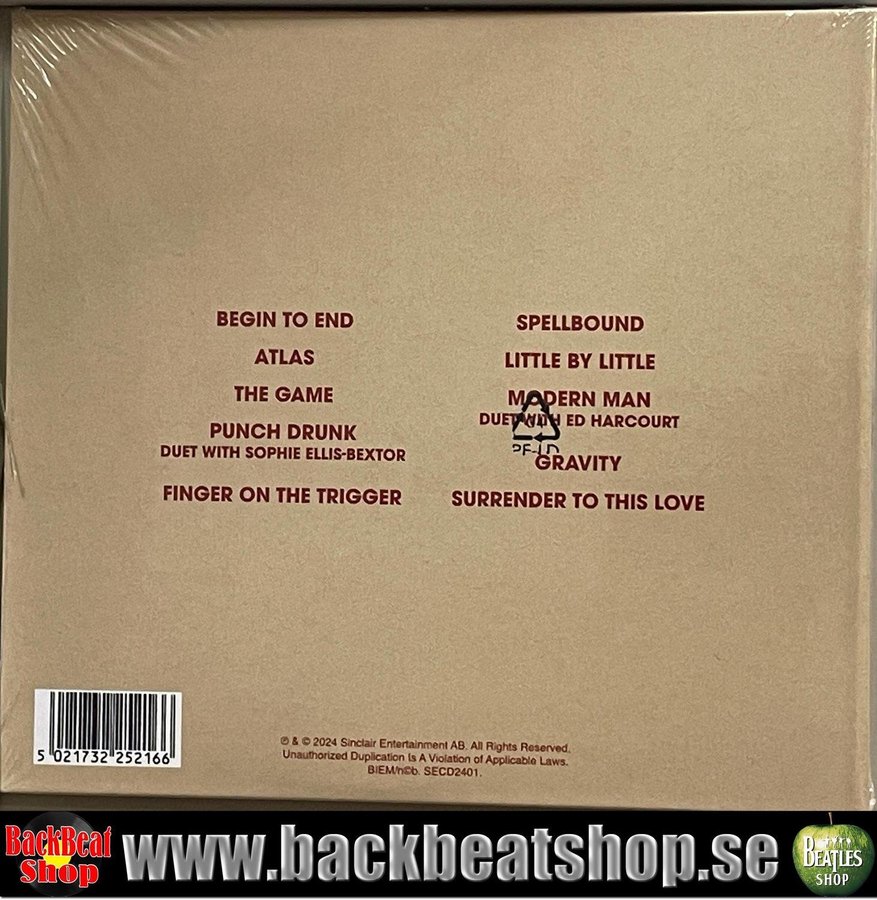 BEGIN TO END
ATLAS
THE GAME
PUNCH DRUNK
DUET WITH SOPHIE ELLIS-BEXTOR
FINGER ON THE TRIGGER
SPELLBOUND
LITTLE BY LITTLE
MODERN MAN
DUET WITH ED HARCOURT
GRAVITY
SURRENDER TO THIS LOVE
04
PE-LD
5 021732 252166
℗ & © 2024 Sinclair Entertainment AB. All Rights Reserved.
Unauthorized Duplication Is A Violation of Applicable Laws.
BIEM/n©b. SECD2401.
BackBeat
Shop
www.backbeatshop.se
BEATLES
SHOP